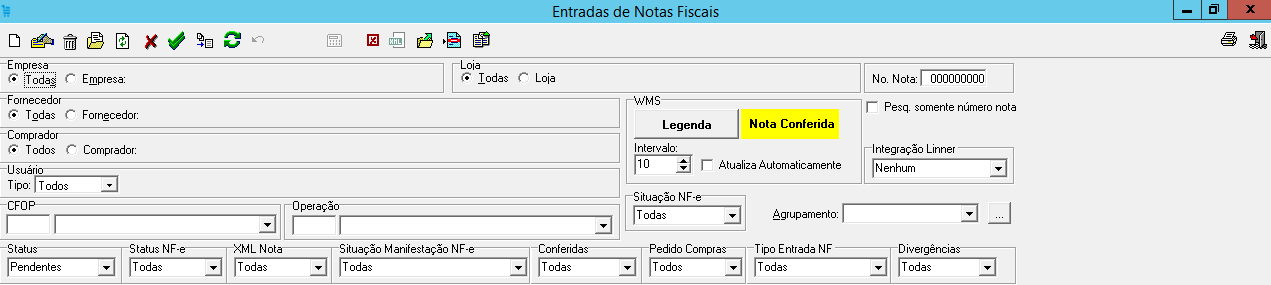 Entradas de Notas Fiscais
Empresa
Todas Empresa:
Loja
Todas Loja
No. Nota: 000000000
Fornecedor
Todas Fornecedor:
WMS
Legenda Nota Conferida
Pesq. somente número nota
Comprador
Todos Comprador:
Intervalo:
10 Atualiza Automaticamente
Integração Linner
Nenhum
Usuário
Tipo: Todos
Situação NF-e
Todas
Agrupamento: ...
CFOP
Operação
Status
Pendentes
Status NF-e
Todas
XML Nota
Todas
Situação Manifestação NF-e
Todas
Conferidas
Todas
Pedido Compras
Todos
Tipo Entrada NF
Todas
Divergências
Todas